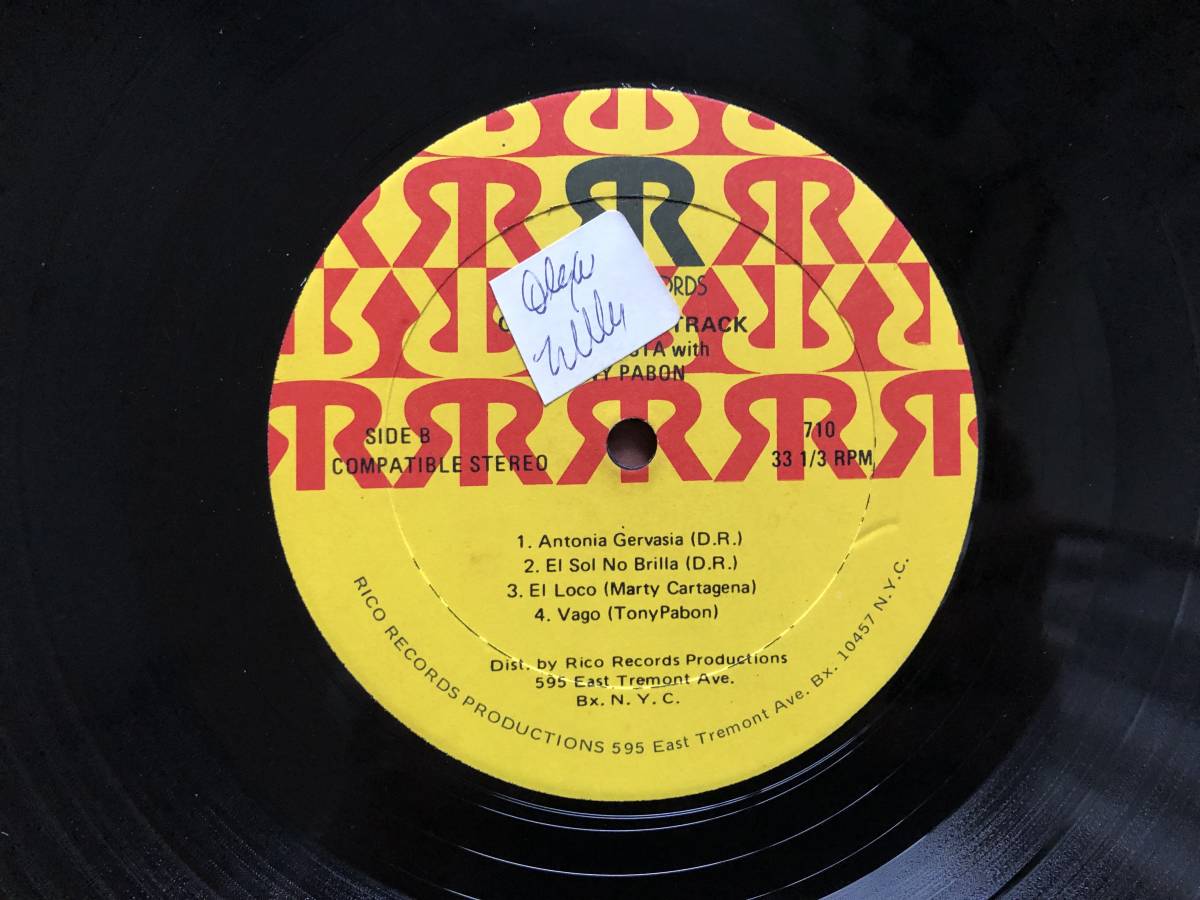 ORDS
TRACK
TA with
NY PABON
SIDE B
COMPATIBLE STEREO
710
33 1/3 RPM
1. Antonia Gervasia (D.R.)
2. El Sol No Brilla (D.R.)
3. El Loco (Marty Cartagena)
4. Vago (TonyPabon)
Dist. by Rico Records Productions
595 East Tremont Ave.
Bx. N. Y. C.
RICO RECORDS PRODUCTIONS 595 East Tremont Ave. Bx. 10457 N.Y.C.